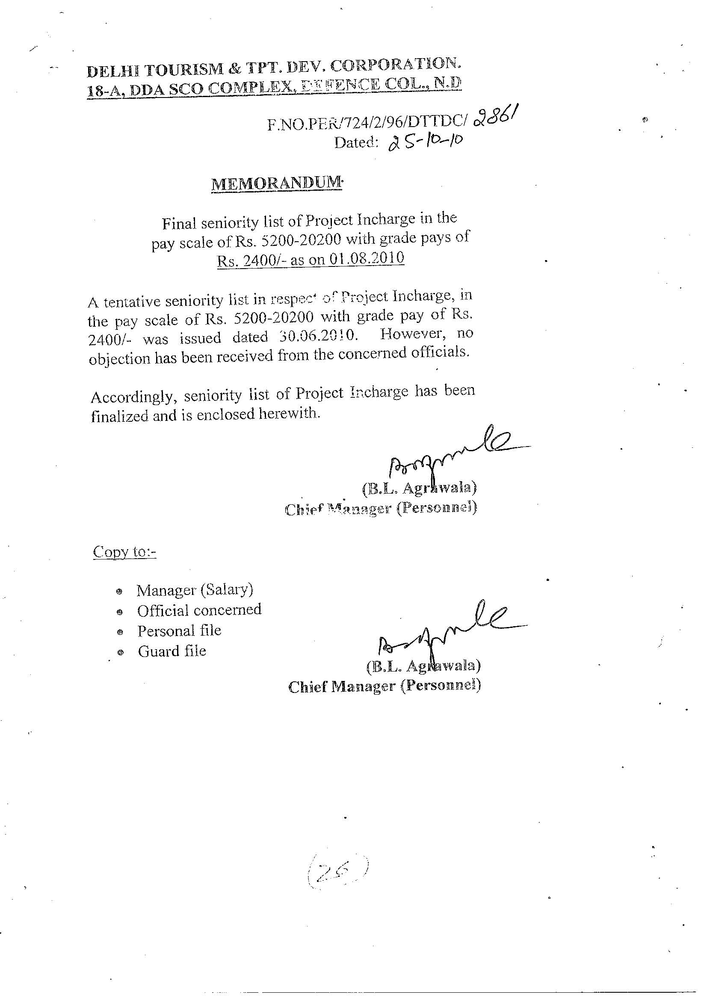 DELHI TOURISM & TPT. DEV. CORPORATION.
18-A, DDA SCO COMPLEX, DEFENCE COL., N.D
F.NO.PER/724/2/96/DTTDC/ 2861
Dated: 25-10-10
MEMORANDUM
Final seniority list of Project Incharge in the
pay scale of Rs. 5200-20200 with grade pays of
Rs. 2400/- as on 01.08.2010
A tentative seniority list in respect of Project Incharge, in
the pay scale of Rs. 5200-20200 with grade pay of Rs.
2400/- was issued dated 30.06.2010. However, no
objection has been received from the concerned officials.
Accordingly, seniority list of Project Incharge has been
finalized and is enclosed herewith.
(B.L. Agrawala)
Chief Manager (Personnel)
Copy to:-
• Manager (Salary)
• Official concerned
• Personal file
• Guard file
(B.L. Agrawala)
Chief Manager (Personnel)